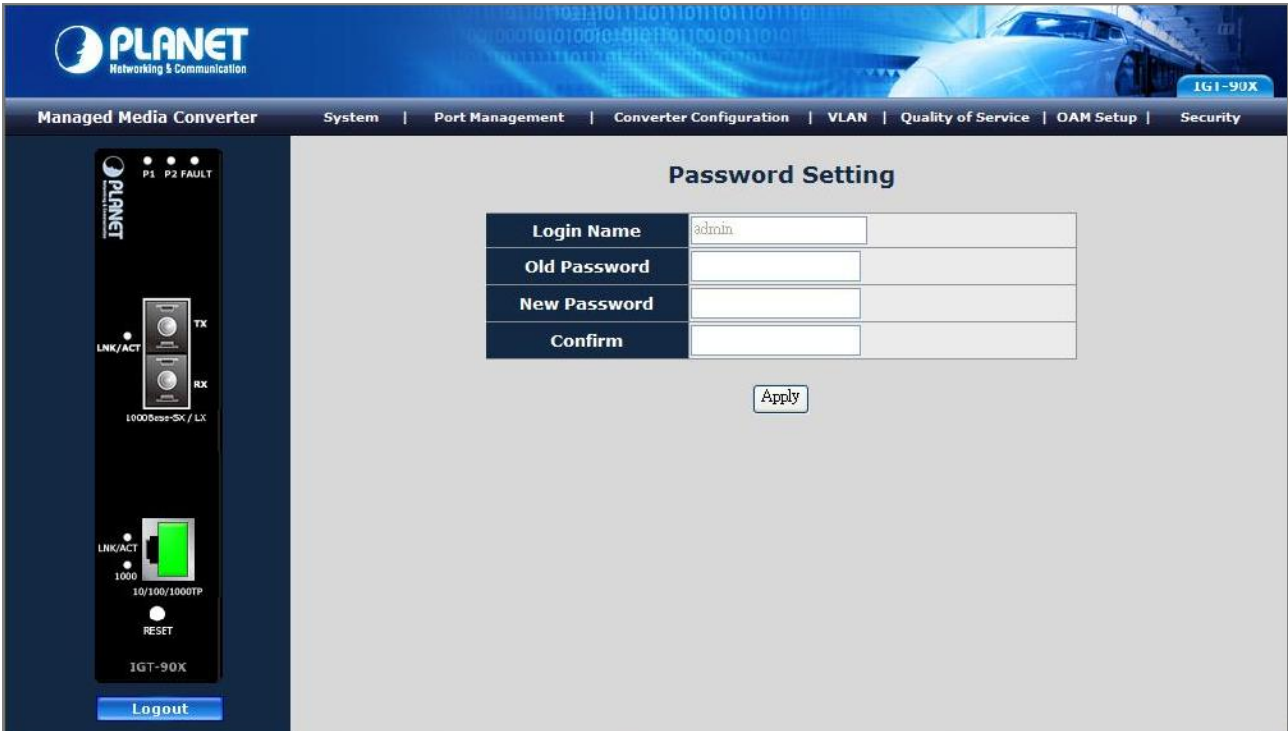 PLANET
Networking & Communication
IGT-90X
Managed Media Converter
System | Port Management | Converter Configuration | VLAN | Quality of Service | OAM Setup | Security
PLANET
Networking & Communication
P1 P2 FAULT
TX
LNK/ACT
RX
1000Base-SX / LX
LNK/ACT
1000
10/100/1000TP
RESET
IGT-90X
Logout
Password Setting
Login Name admin
Old Password
New Password
Confirm
Apply